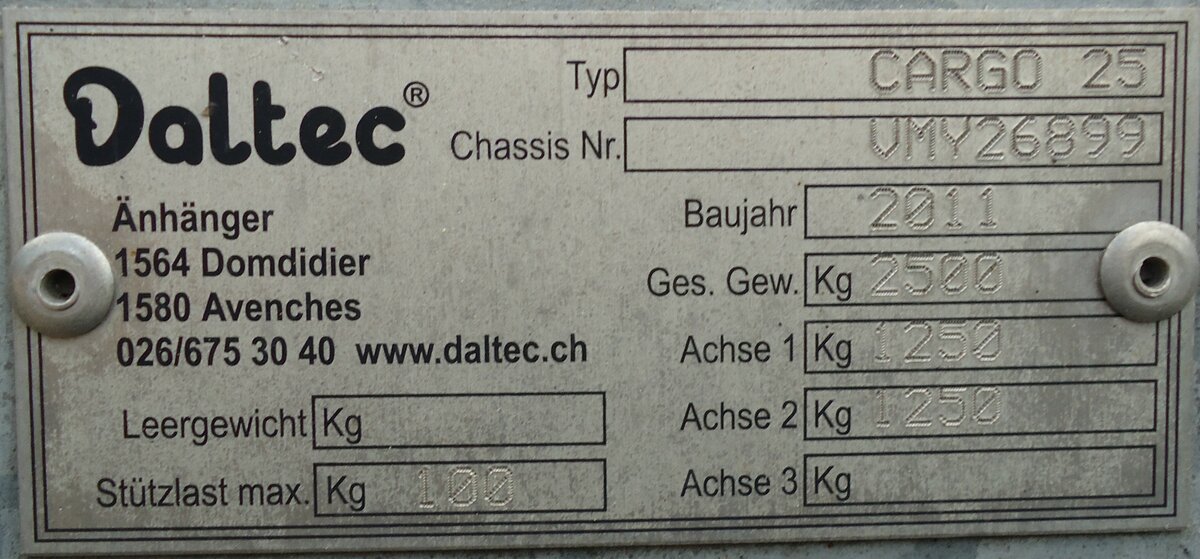 Daltec®
Änhänger
1564 Domdidier
1580 Avenches
026/675 30 40 www.daltec.ch
Leergewicht Kg
Stützlast max. Kg 100
Typ CARGO 25
Chassis Nr. VMY26899
Baujahr 2011
Ges. Gew. Kg 2500
Achse 1 Kg 1250
Achse 2 Kg 1250
Achse 3 Kg